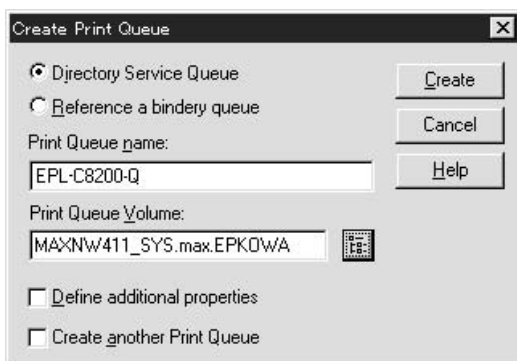 Create Print Queue
Directory Service Queue
Reference a bindery queue
Print Queue name:
EPL-C8200-Q
Print Queue Volume:
MAXNW411_SYS.max.EPKOWA
Define additional properties
Create another Print Queue
Create
Cancel
Help